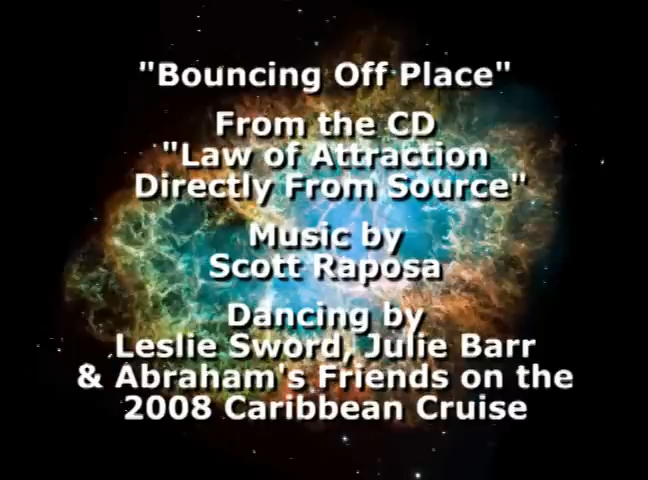 "Bouncing Off Place"
From the CD
"Law of Attraction
Directly From Source"
Music by
Scott Raposa
Dancing by
Leslie Sword, Julie Barr
& Abraham's Friends on the
2008 Caribbean Cruise